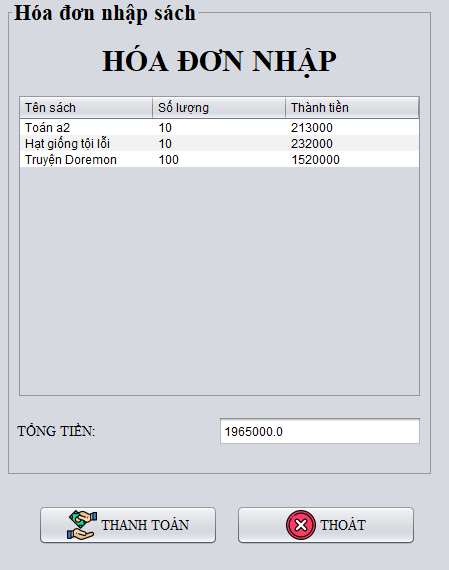 Hóa đơn nhập sách
HÓA ĐƠN NHẬP
Tên sách Số lượng Thành tiền
Toán a2 10 213000
Hạt giống tội lỗi 10 232000
Truyện Doremon 100 1520000
TỔNG TIỀN: 1965000.0
THANH TOÁN THOÁT